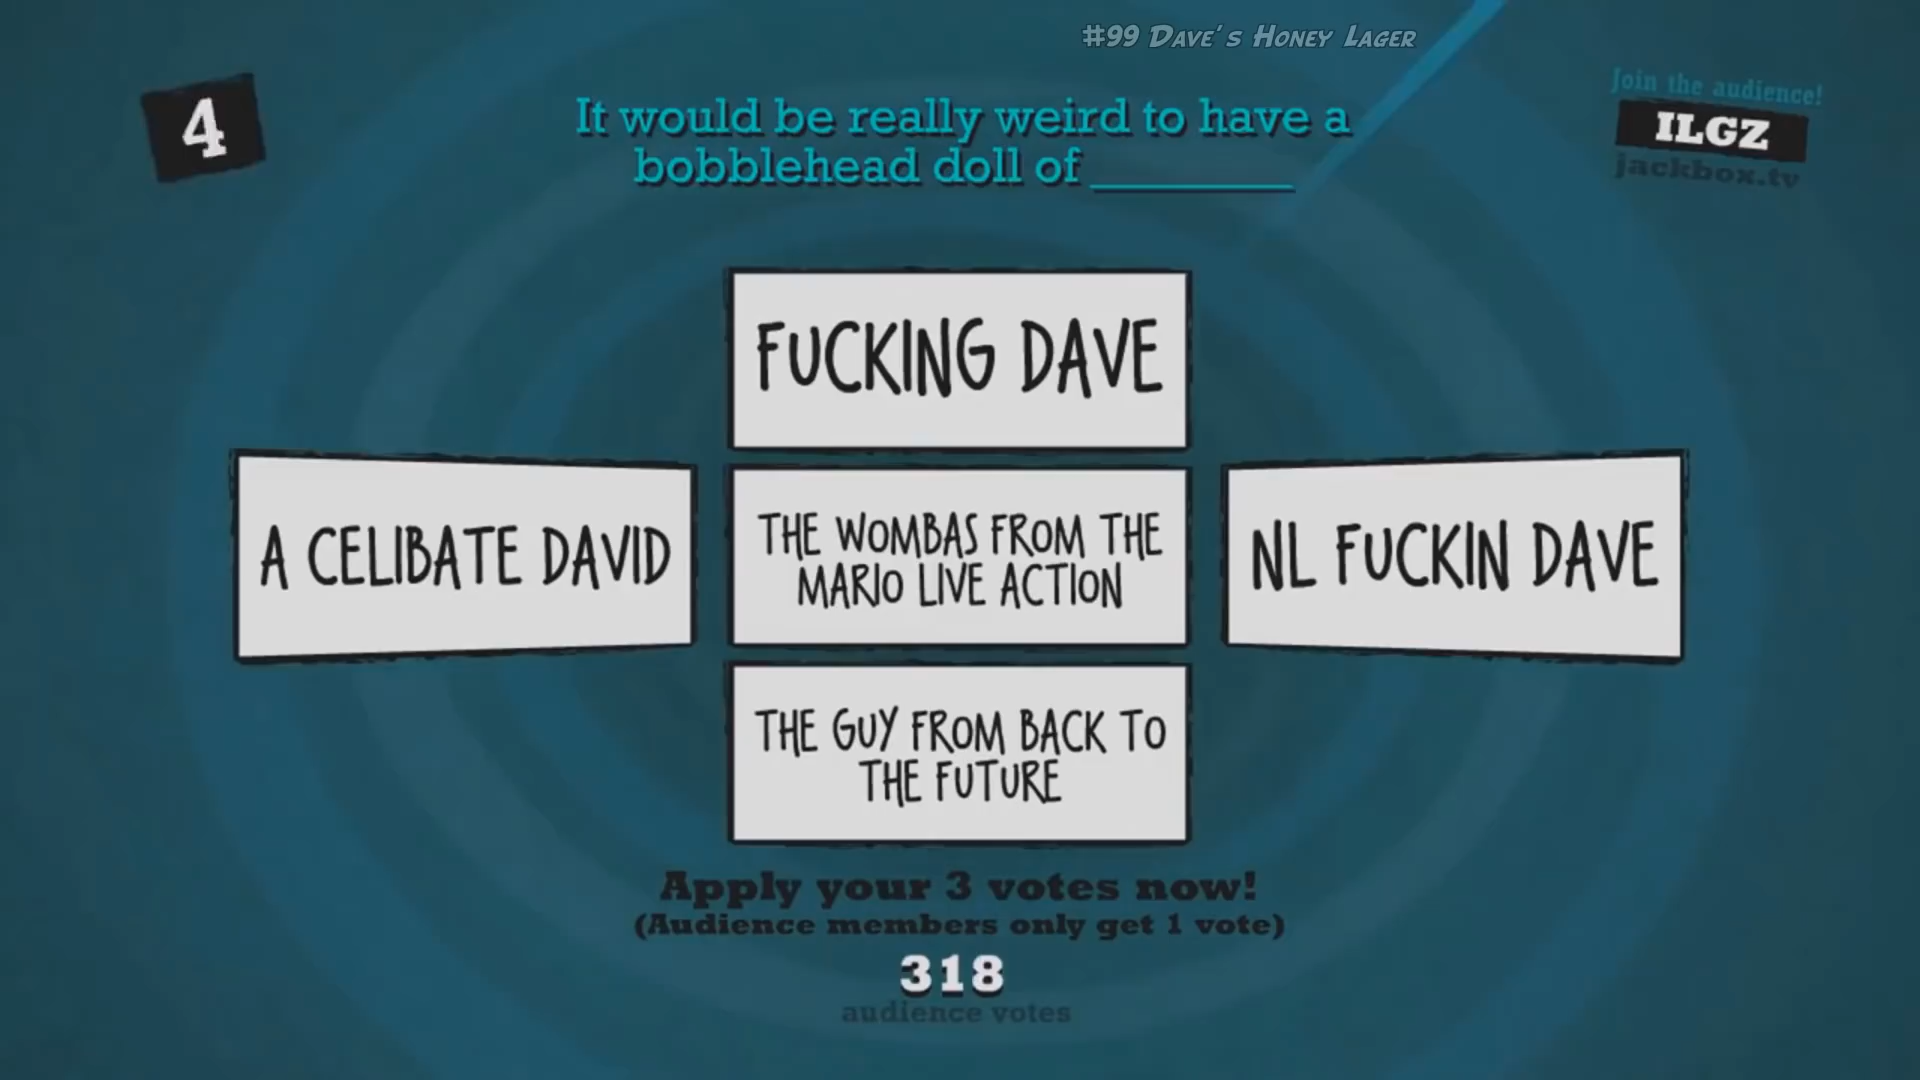 #99 Dave's Honey Lager
4
It would be really weird to have a
bobblehead doll of ________
Join the audience!
ILGZ
jackbox.tv
FUCKING DAVE
A CELIBATE DAVID
THE WOMBAS FROM THE
MARIO LIVE ACTION
NL FUCKIN DAVE
THE GUY FROM BACK TO
THE FUTURE
Apply your 3 votes now!
(Audience members only get 1 vote)
318
audience votes